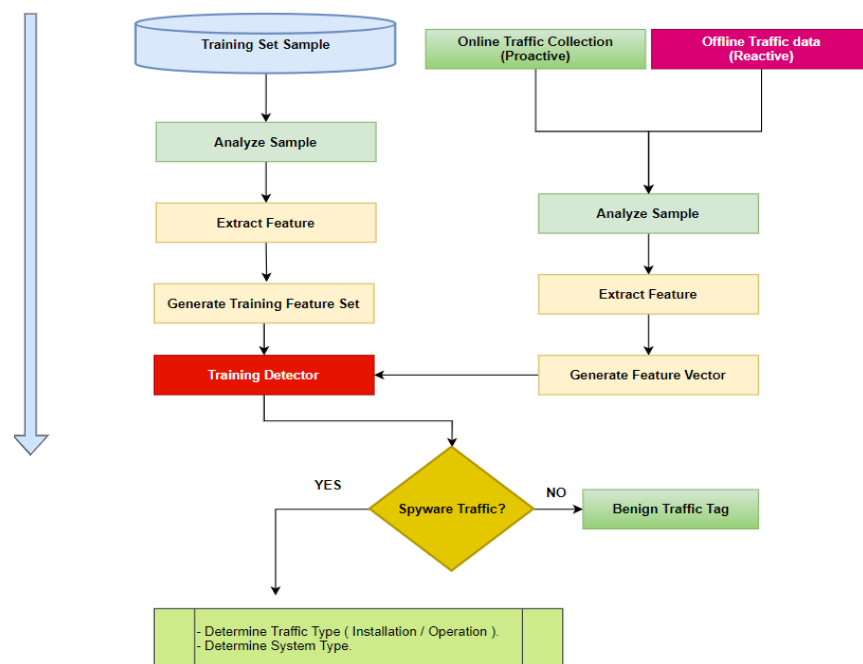 Training Set Sample
Online Traffic Collection
(Proactive)
Offline Traffic data
(Reactive)
Analyze Sample
Extract Feature
Generate Training Feature Set
Training Detector
Analyze Sample
Extract Feature
Generate Feature Vector
Spyware Traffic?
YES
NO
Benign Traffic Tag
- Determine Traffic Type ( Installation / Operation ).
- Determine System Type.